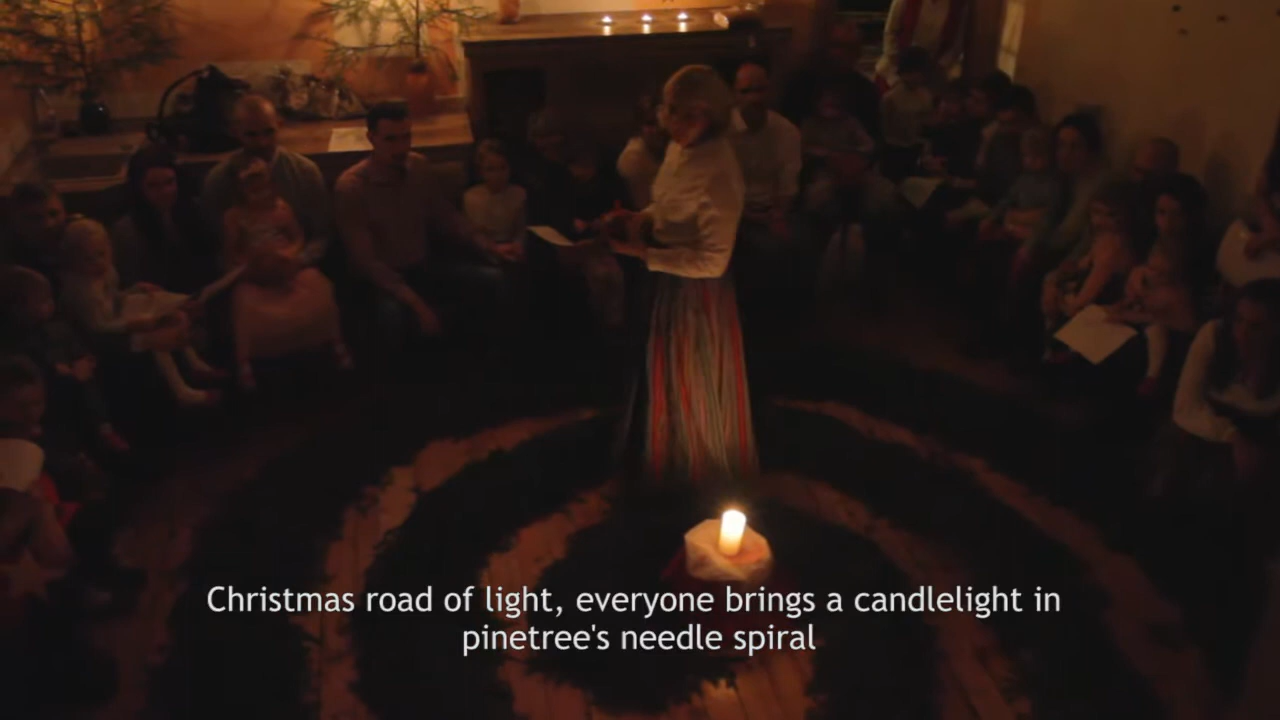 Christmas road of light, everyone brings a candlelight in
pinetree's needle spiral